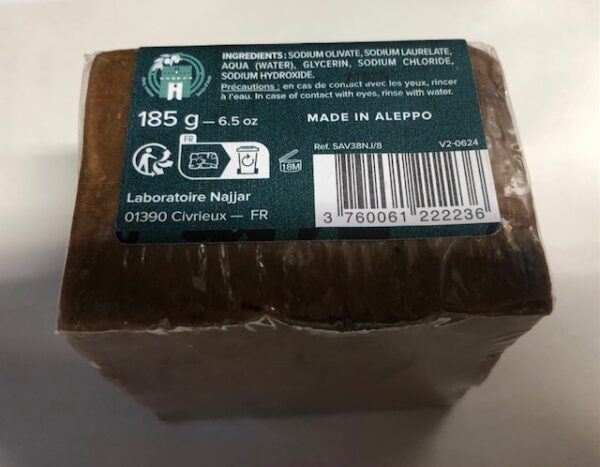 INGREDIENTS: SODIUM OLIVATE, SODIUM LAURELATE,
AQUA (WATER), GLYCERIN, SODIUM CHLORIDE,
SODIUM HYDROXIDE.
Précautions : en cas de contact avec les yeux, rincer
à l'eau. In case of contact with eyes, rinse with water.
185 g — 6.5 oz
MADE IN ALEPPO
FR
18M
Ref. SAV38NJ/8
V2-0624
Laboratoire Najjar
01390 Civrieux — FR
3 760061 222236